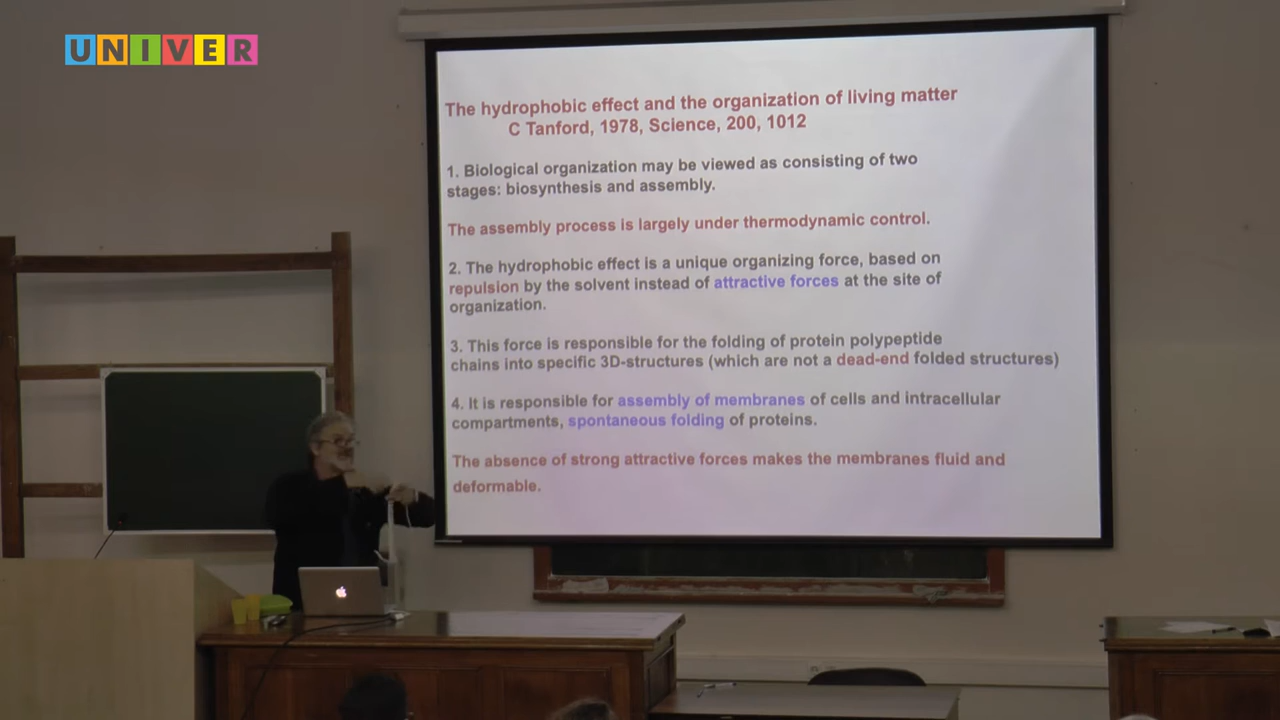 UNIVER
The hydrophobic effect and the organization of living matter
C Tanford, 1978, Science, 200, 1012
1. Biological organization may be viewed as consisting of two
stages: biosynthesis and assembly.
The assembly process is largely under thermodynamic control.
2. The hydrophobic effect is a unique organizing force, based on
repulsion by the solvent instead of attractive forces at the site of
organization.
3. This force is responsible for the folding of protein polypeptide
chains into specific 3D-structures (which are not a dead-end folded structures)
4. It is responsible for assembly of membranes of cells and intracellular
compartments, spontaneous folding of proteins.
The absence of strong attractive forces makes the membranes fluid and
deformable.